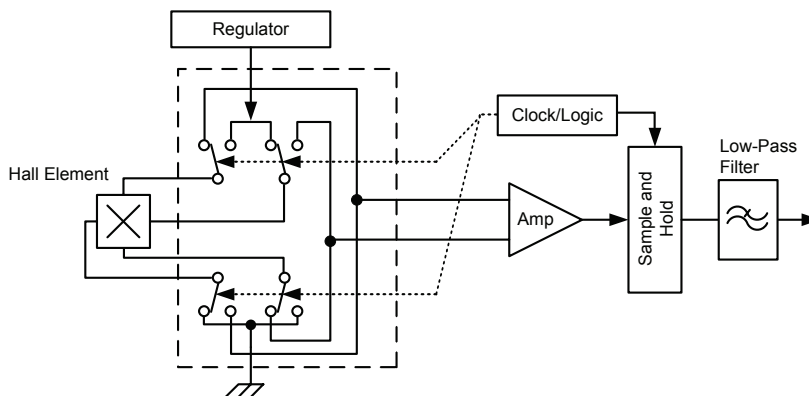 Regulator
Clock/Logic
Hall Element
Low-Pass
Filter
Amp
Sample and
Hold